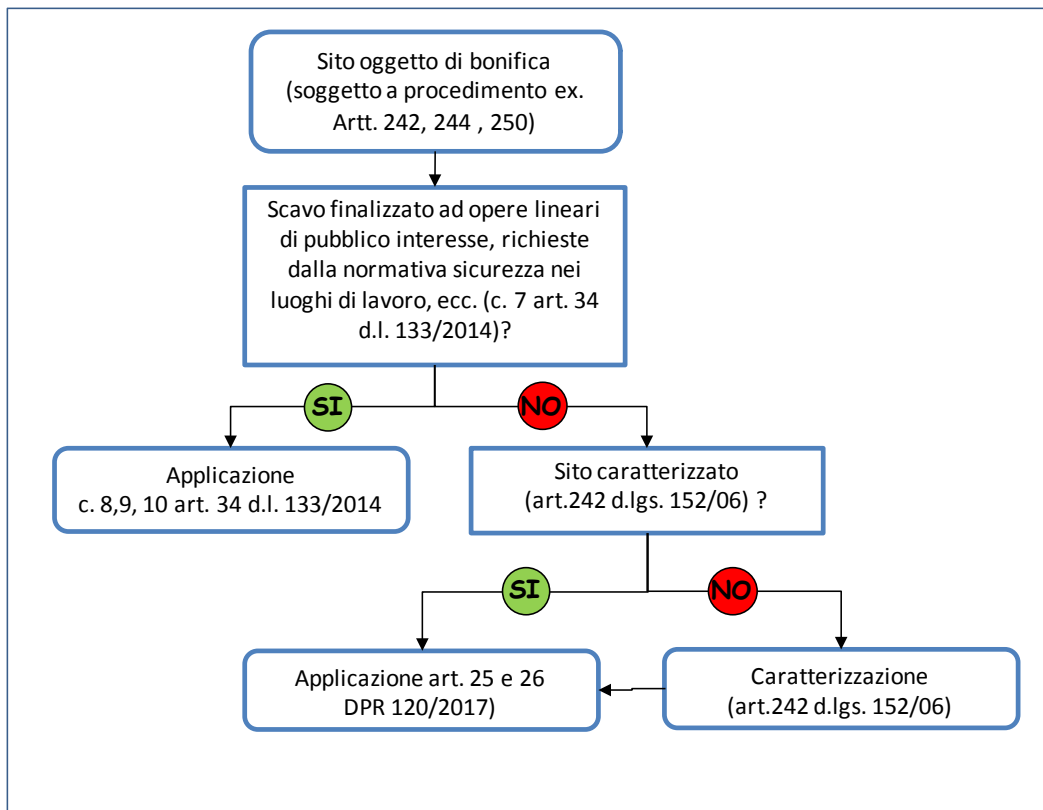 Sito oggetto di bonifica
(soggetto a procedimento ex.
Artt. 242, 244 , 250)
Scavo finalizzato ad opere lineari
di pubblico interesse, richieste
dalla normativa sicurezza nei
luoghi di lavoro, ecc. (c. 7 art. 34
d.l. 133/2014)?
SI
NO
Applicazione
c. 8,9, 10 art. 34 d.l. 133/2014
Sito caratterizzato
(art.242 d.lgs. 152/06) ?
SI
NO
Applicazione art. 25 e 26
DPR 120/2017)
Caratterizzazione
(art.242 d.lgs. 152/06)